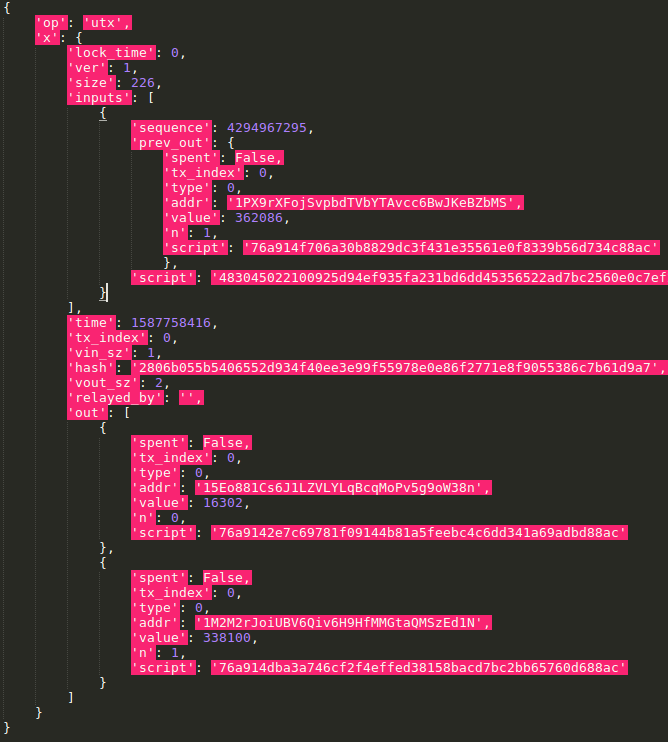 {
'op': 'utx',
'x': {
'lock_time': 0,
'ver': 1,
'size': 226,
'inputs': [
{
'sequence': 4294967295,
'prev_out': {
'spent': False,
'tx_index': 0,
'type': 0,
'addr': '1PX9rXFojSvpbdTVbYTAvcc6BwJKeBZbMS',
'value': 362086,
'n': 1,
'script': '76a914f706a30b8829dc3f431e35561e0f8339b56d734c88ac'
},
'script': '483045022100925d94ef935fa231bd6dd45356522ad7bc2560e0c7ef
}
],
'time': 1587758416,
'tx_index': 0,
'vin_sz': 1,
'hash': '2806b055b5406552d934f40ee3e99f55978e0e86f2771e8f9055386c7b61d9a7',
'vout_sz': 2,
'relayed_by': '',
'out': [
{
'spent': False,
'tx_index': 0,
'type': 0,
'addr': '15Eo881Cs6J1LZVLYLqBcqMoPv5g9oW38n',
'value': 16302,
'n': 0,
'script': '76a9142e7c69781f09144b81a5feebc4c6dd341a69adbd88ac'
},
{
'spent': False,
'tx_index': 0,
'type': 0,
'addr': '1M2M2rJoiUBV6Qiv6H9HfMMGtaQMSzEd1N',
'value': 338100,
'n': 1,
'script': '76a914dba3a746cf2f4effed38158bacd7bc2bb65760d688ac'
}
]
}
}